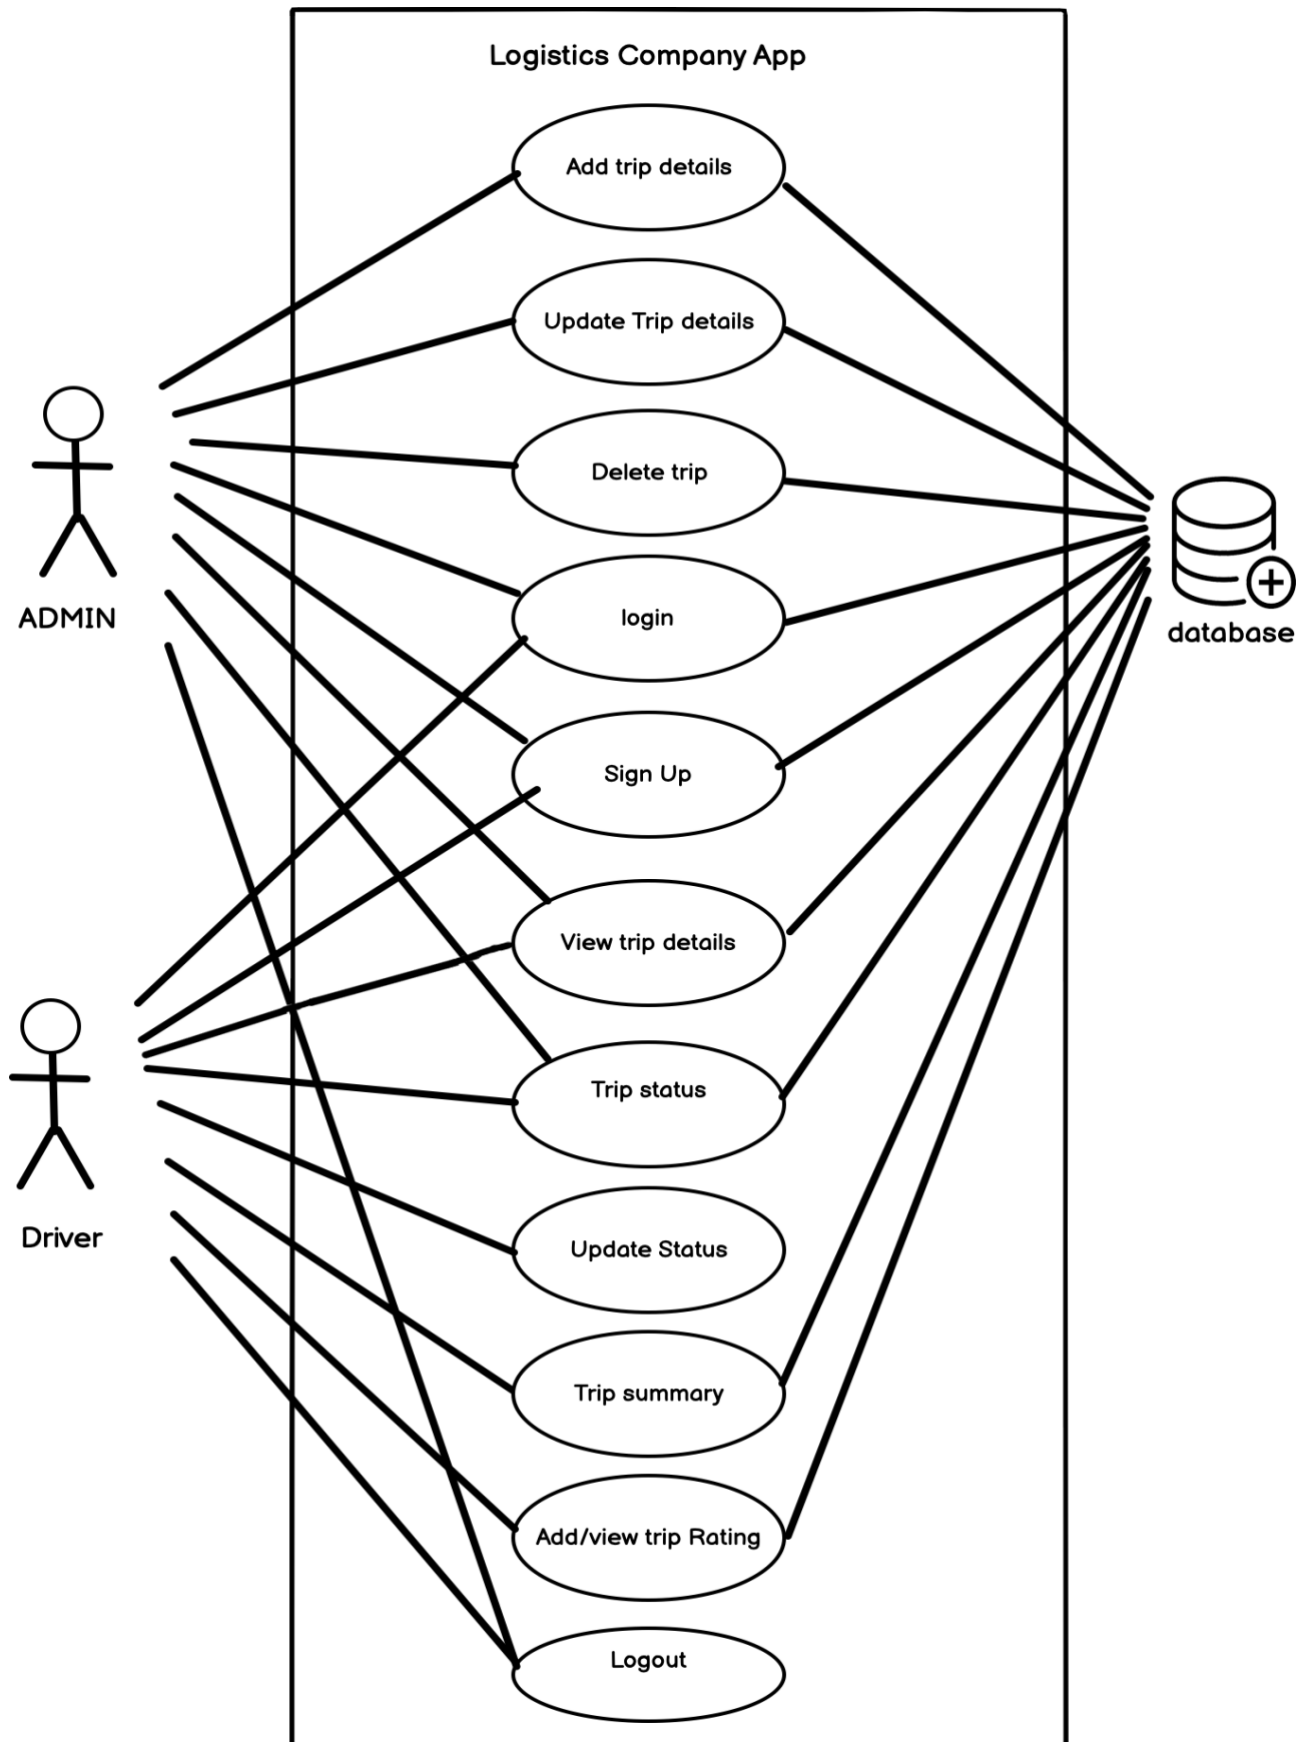 Logistics Company App
Add trip details
Update Trip details
Delete trip
ADMIN
login
database
Sign Up
View trip details
Trip status
Driver
Update Status
Trip summary
Add/view trip Rating
Logout